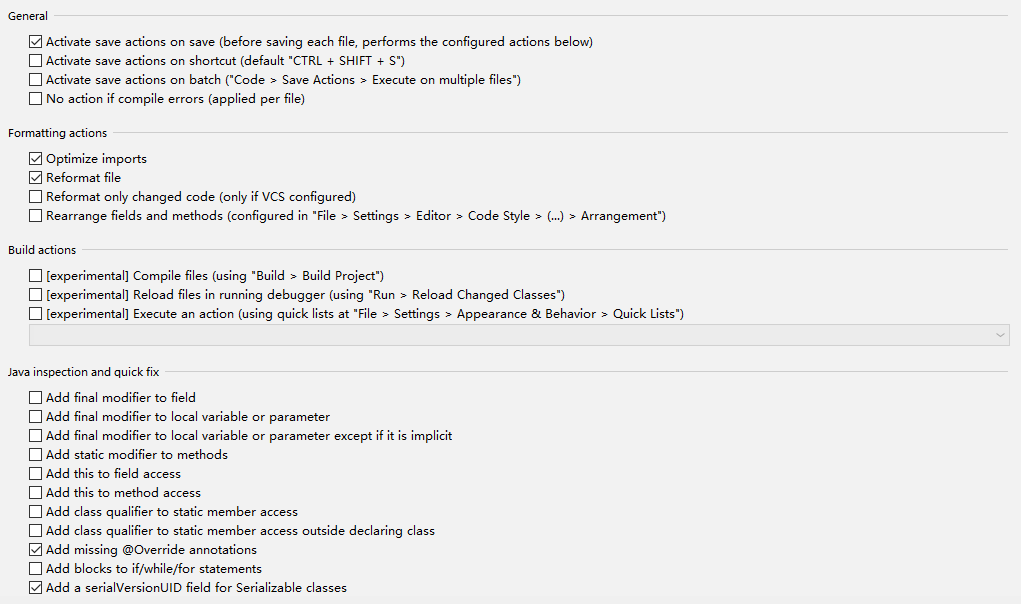 General
Activate save actions on save (before saving each file, performs the configured actions below)
Activate save actions on shortcut (default "CTRL + SHIFT + S")
Activate save actions on batch ("Code > Save Actions > Execute on multiple files")
No action if compile errors (applied per file)
Formatting actions
Optimize imports
Reformat file
Reformat only changed code (only if VCS configured)
Rearrange fields and methods (configured in "File > Settings > Editor > Code Style > (...) > Arrangement")
Build actions
[experimental] Compile files (using "Build > Build Project")
[experimental] Reload files in running debugger (using "Run > Reload Changed Classes")
[experimental] Execute an action (using quick lists at "File > Settings > Appearance & Behavior > Quick Lists")
Java inspection and quick fix
Add final modifier to field
Add final modifier to local variable or parameter
Add final modifier to local variable or parameter except if it is implicit
Add static modifier to methods
Add this to field access
Add this to method access
Add class qualifier to static member access
Add class qualifier to static member access outside declaring class
Add missing @Override annotations
Add blocks to if/while/for statements
Add a serialVersionUID field for Serializable classes